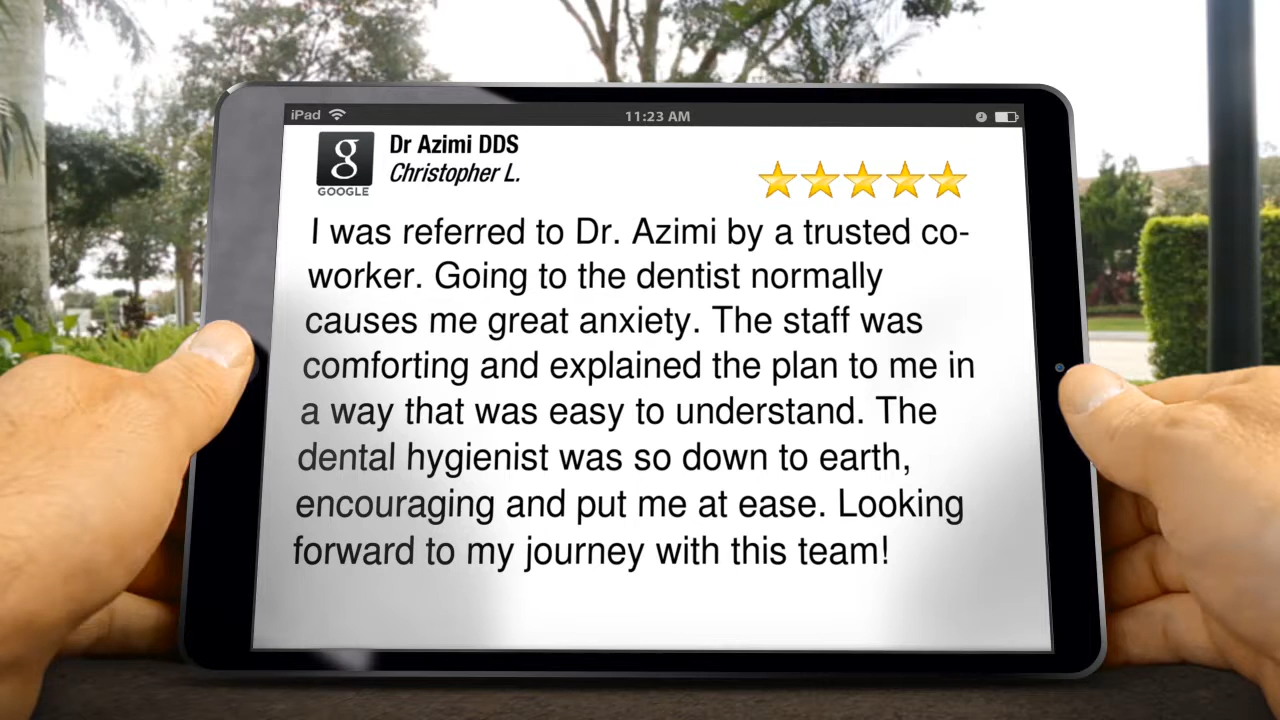 iPad 11:23 AM
g
GOOGLE
Dr Azimi DDS
Christopher L.
I was referred to Dr. Azimi by a trusted co-
worker. Going to the dentist normally
causes me great anxiety. The staff was
comforting and explained the plan to me in
a way that was easy to understand. The
dental hygienist was so down to earth,
encouraging and put me at ease. Looking
forward to my journey with this team!